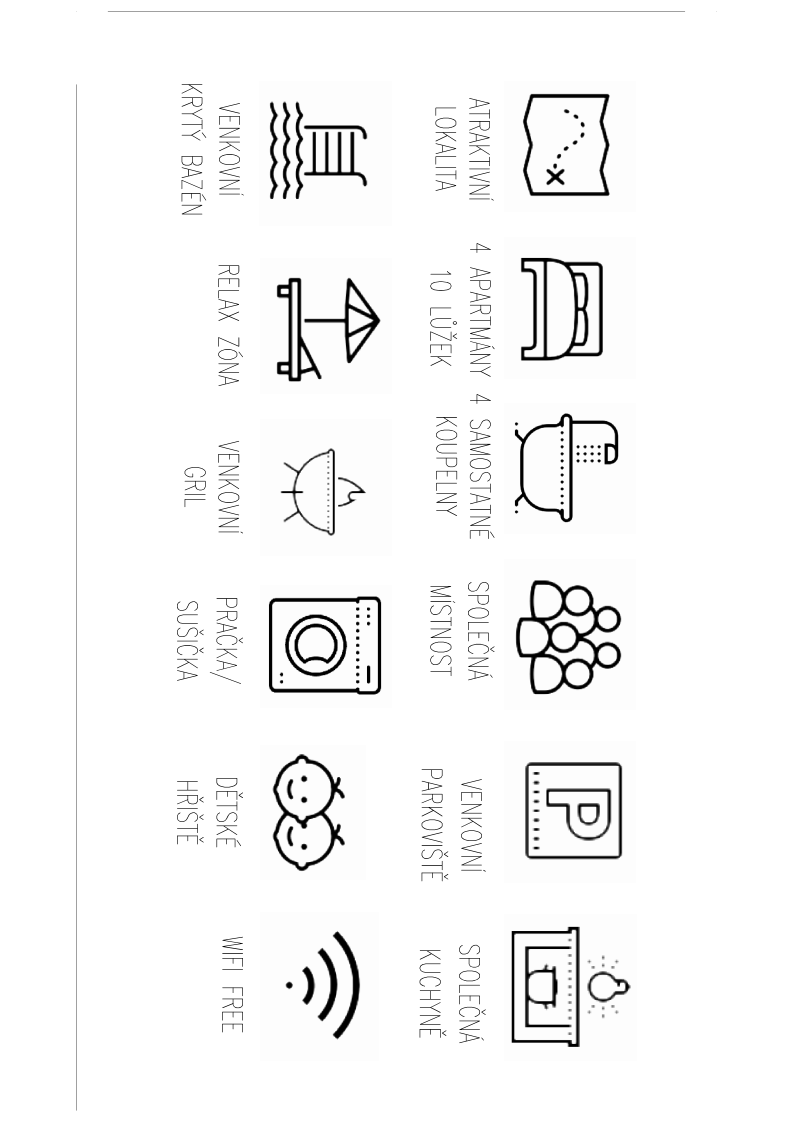 ATRAKTIVNÍ
LOKALITA
4 APARTMÁNY
10 LŮŽEK
4 SAMOSTATNÉ
KOUPELNY
SPOLEČNÁ
MÍSTNOST
VENKOVNÍ
PARKOVIŠTĚ
SPOLEČNÁ
KUCHYNĚ
VENKOVNÍ
KRYTÝ BAZÉN
RELAX ZÓNA
VENKOVNÍ
GRIL
PRAČKA/
SUŠIČKA
DĚTSKÉ
HŘIŠTĚ
WIFI FREE